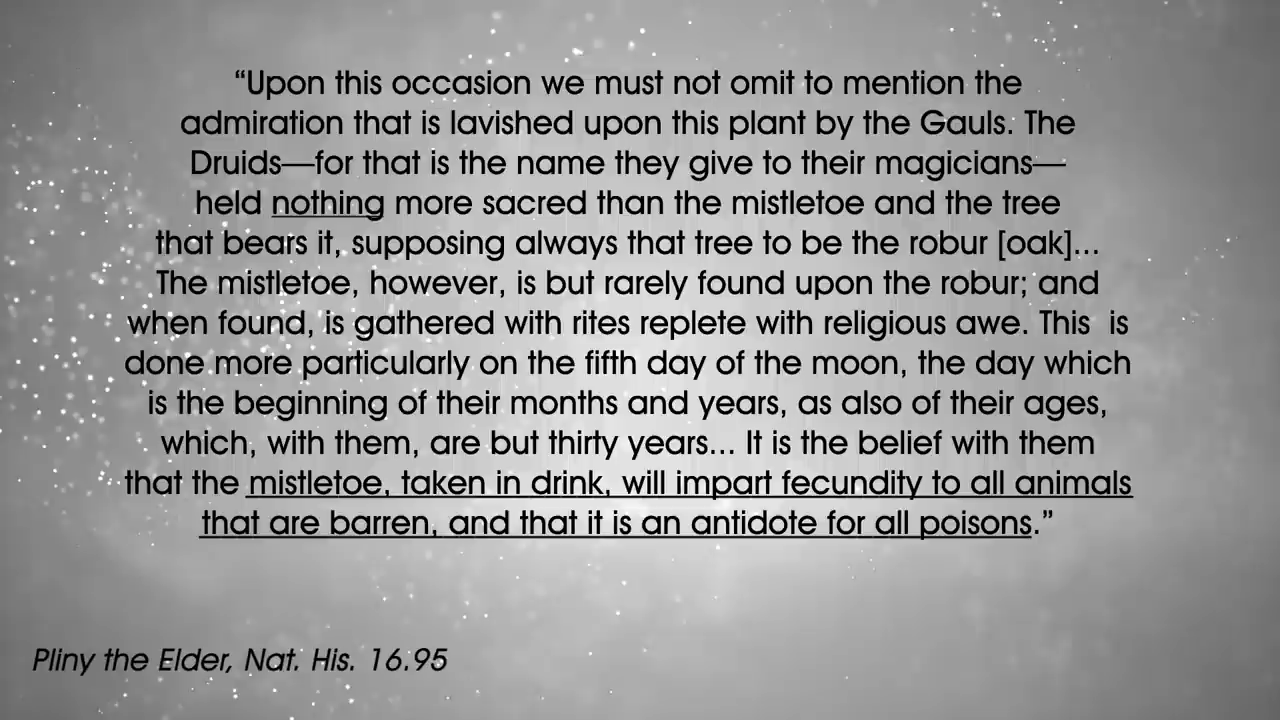 “Upon this occasion we must not omit to mention the
admiration that is lavished upon this plant by the Gauls. The
Druids—for that is the name they give to their magicians—
held nothing more sacred than the mistletoe and the tree
that bears it, supposing always that tree to be the robur [oak]...
The mistletoe, however, is but rarely found upon the robur; and
when found, is gathered with rites replete with religious awe. This  is
done more particularly on the fifth day of the moon, the day which
is the beginning of their months and years, as also of their ages,
which, with them, are but thirty years... It is the belief with them
that the mistletoe, taken in drink, will impart fecundity to all animals
that are barren, and that it is an antidote for all poisons.”
Pliny the Elder, Nat. His. 16.95